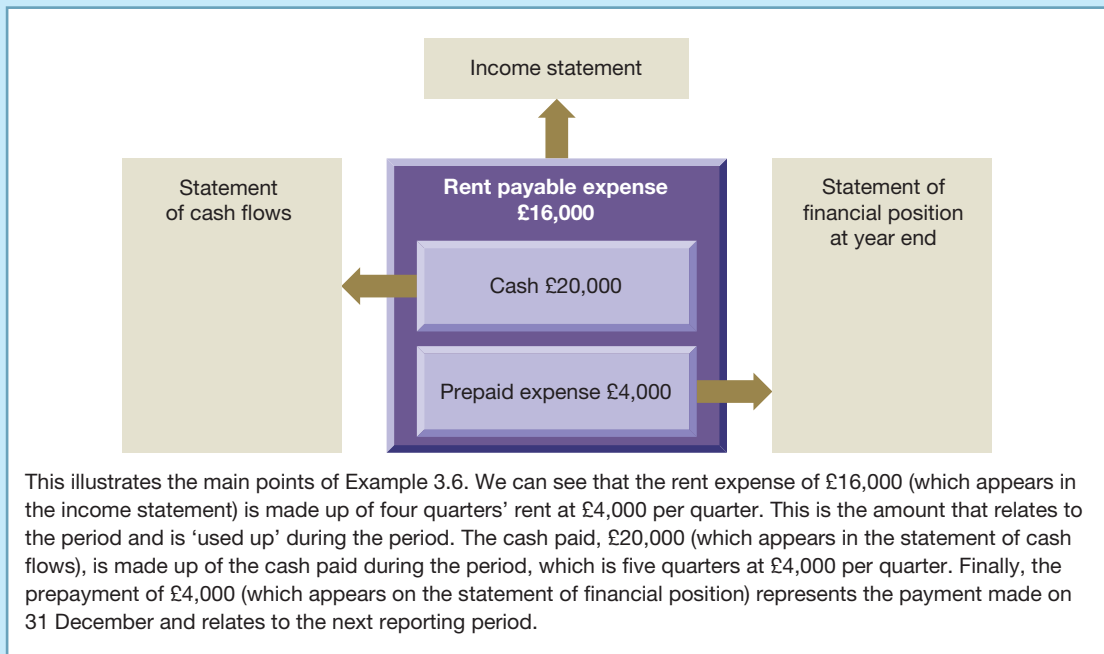 Income statement
Statement
of cash flows
Rent payable expense
£16,000
Cash £20,000
Prepaid expense £4,000
Statement of
financial position
at year end
This illustrates the main points of Example 3.6. We can see that the rent expense of £16,000 (which appears in
the income statement) is made up of four quarters’ rent at £4,000 per quarter. This is the amount that relates to
the period and is ‘used up’ during the period. The cash paid, £20,000 (which appears in the statement of cash
flows), is made up of the cash paid during the period, which is five quarters at £4,000 per quarter. Finally, the
prepayment of £4,000 (which appears on the statement of financial position) represents the payment made on
31 December and relates to the next reporting period.